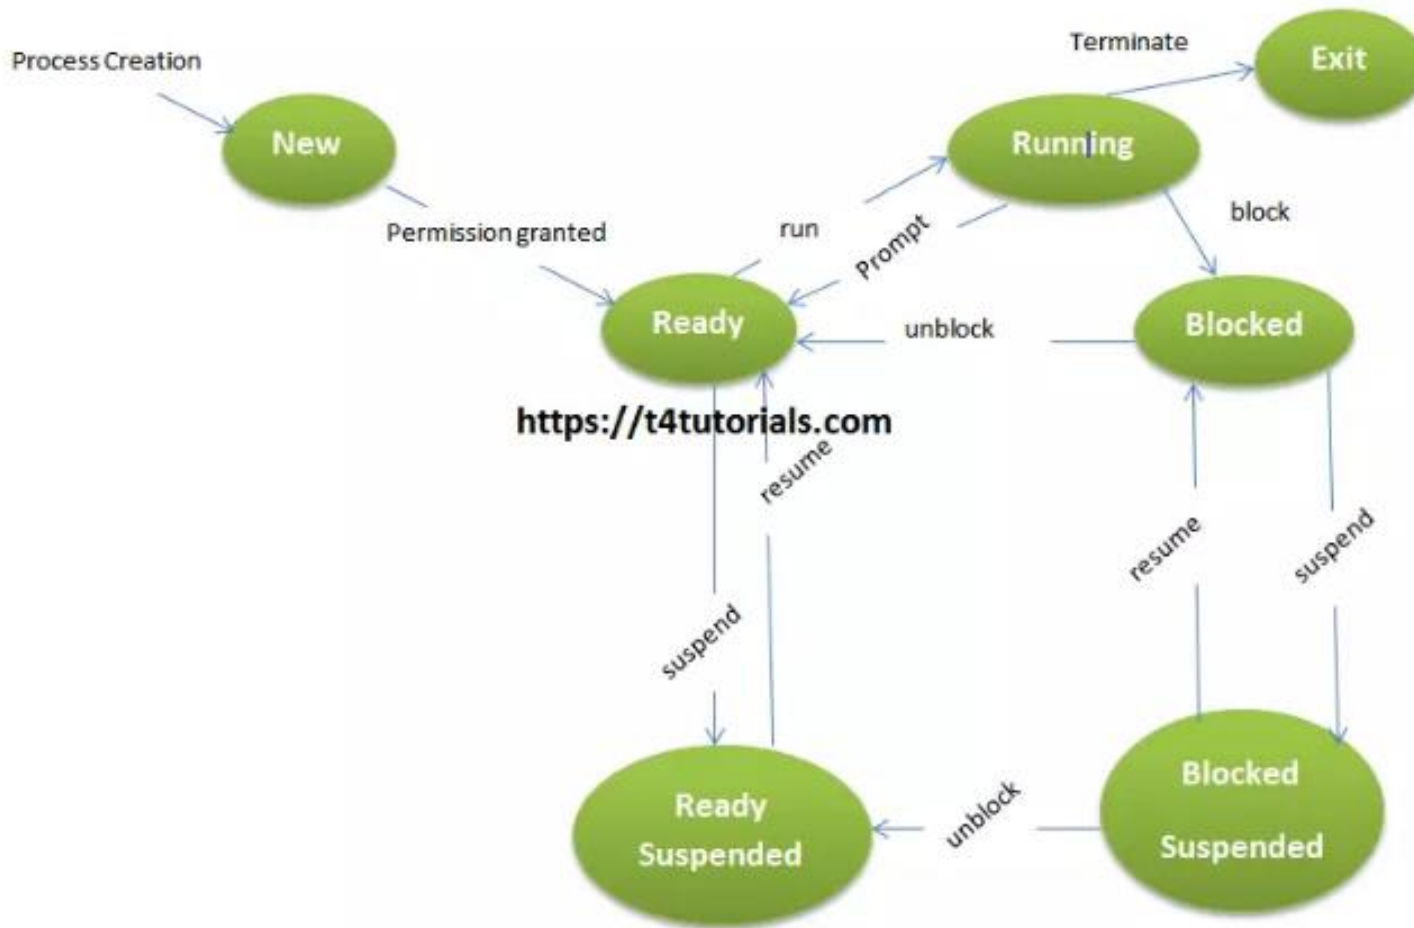 Process Creation
Terminate
Exit
New
Running
Permission granted
run
Prompt
block
Ready
unblock
Blocked
https://t4tutorials.com
resume
resume
suspend
suspend
Ready
Suspended
unblock
Blocked
Suspended